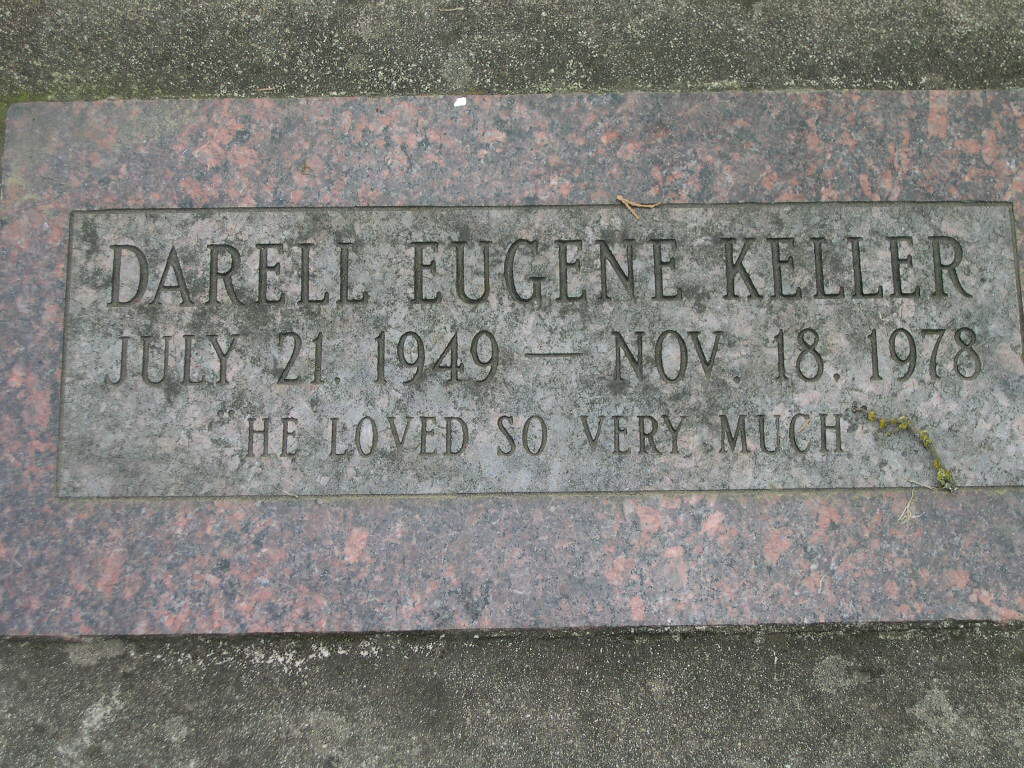 DARELL EUGENE KELLER
JULY 21. 1949 — NOV. 18. 1978
HE LOVED SO VERY MUCH